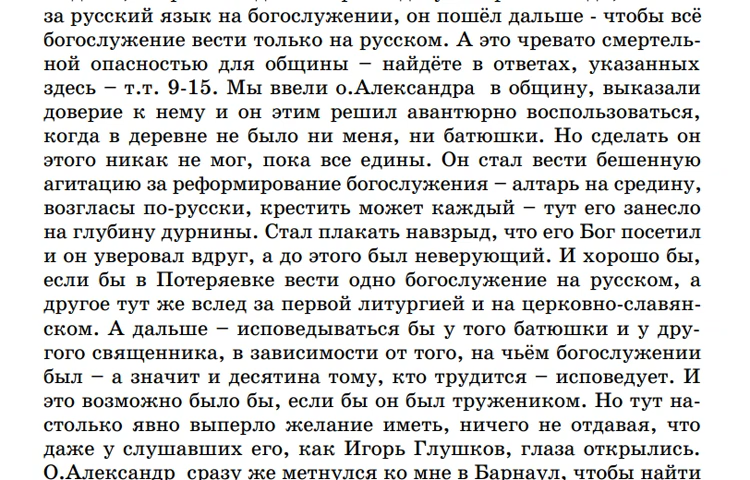 за русский язык на богослужении, он пошёл дальше - чтобы всё
богослужение вести только на русском. А это чревато смертель-
ной опасностью для общины – найдёте в ответах, указанных
здесь – т.т. 9-15. Мы ввели о.Александра в общину, выказали
доверие к нему и он этим решил авантюрно воспользоваться,
когда в деревне не было ни меня, ни батюшки. Но сделать он
этого никак не мог, пока все едины. Он стал вести бешенную
агитацию за реформирование богослужения – алтарь на средину,
возгласы по-русски, крестить может каждый – тут его занесло
на глубину дурнины. Стал плакать навзрыд, что его Бог посетил
и он уверовал вдруг, а до этого был неверующий. И хорошо бы,
если бы в Потеряевке вести одно богослужение на русском, а
другое тут же вслед за первой литургией и на церковно-славян-
ском. А дальше – исповедываться бы у того батюшки и у дру-
гого священника, в зависимости от того, на чьём богослужении
был – а значит и десятина тому, кто трудится – исповедует. И
это возможно было бы, если бы он был тружеником. Но тут на-
столько явно выперло желание иметь, ничего не отдавая, что
даже у слушавших его, как Игорь Глушков, глаза открылись.
О.Александр сразу же метнулся ко мне в Барнаул, чтобы найти